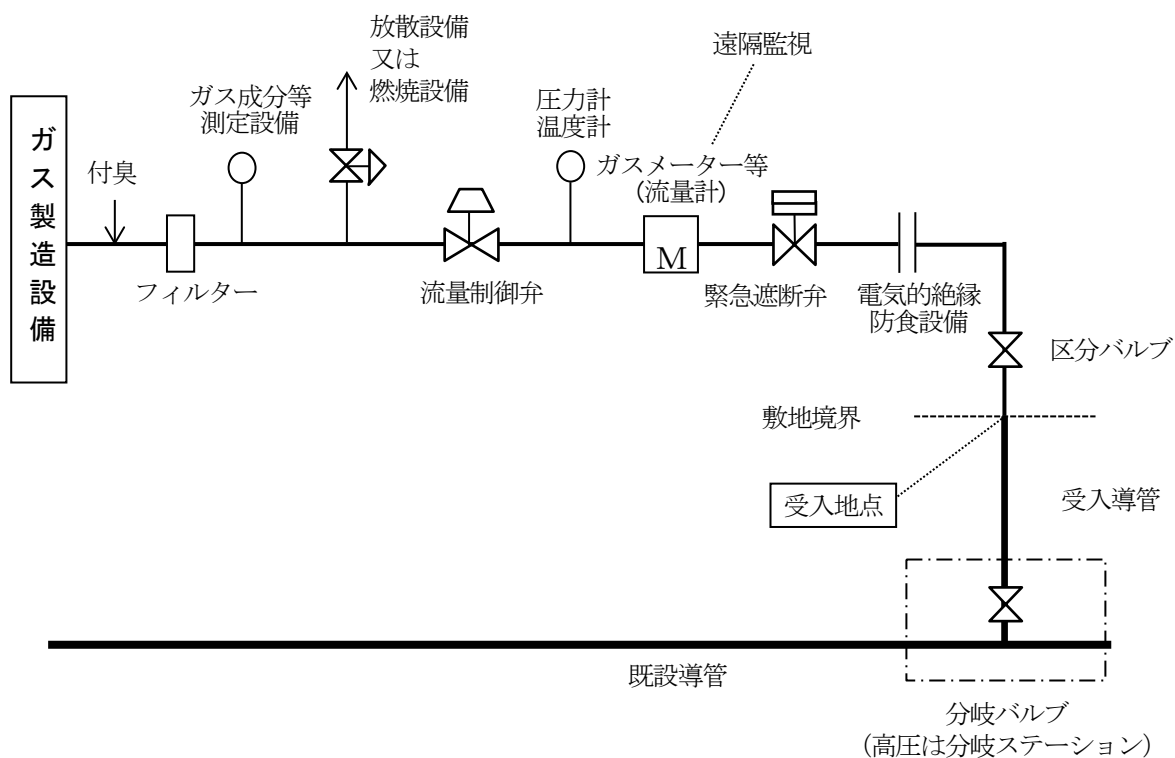 放散設備
又は
燃焼設備
遠隔監視
ガス成分等
測定設備
圧力計
温度計
ガス製造設備
付臭
ガスメーター等
（流量計）
M
フィルター
流量制御弁
緊急遮断弁
電気的絶縁
防食設備
区分バルブ
敷地境界
受入地点
受入導管
既設導管
分岐バルブ
（高圧は分岐ステーション）